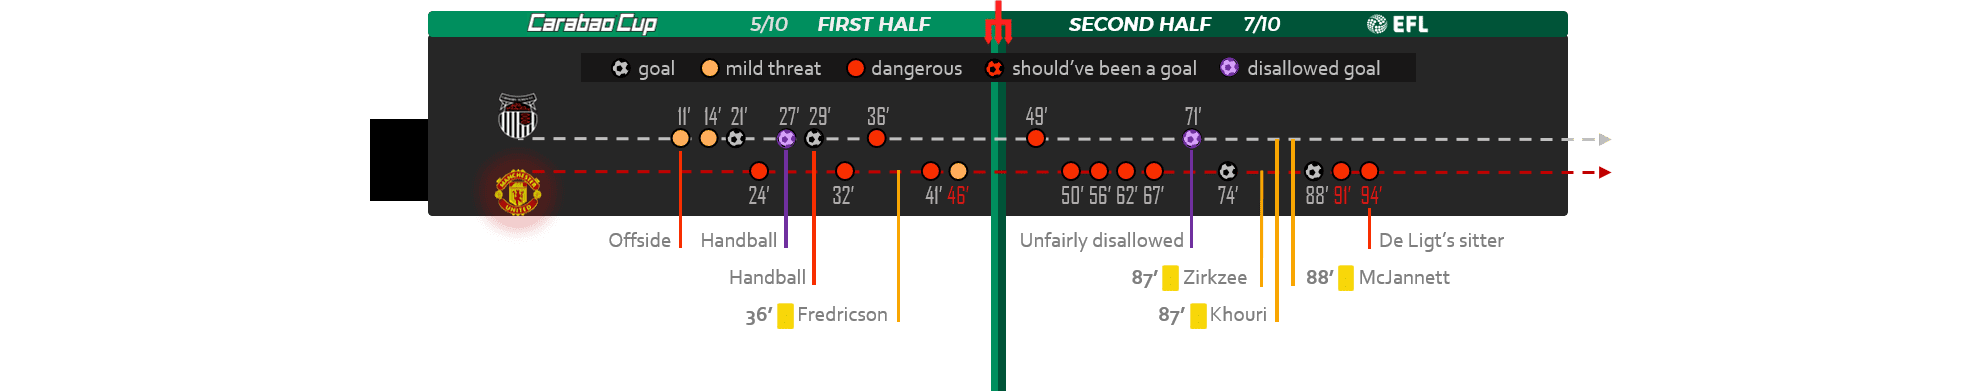 Carabao Cup 5/10 FIRST HALF SECOND HALF 7/10 EFL
goal mild threat dangerous should've been a goal disallowed goal
11' 14' 21' 27' 29' 36' 49' 71'
MANCHESTER UNITED
24' 32' 41' 46' 50' 56' 62' 67' 74' 88' 91' 94'
Offside Handball Unfairly disallowed De Ligt's sitter
Handball 87' Zirkzee 88' McJannett
36' Fredricson 87' Khouri